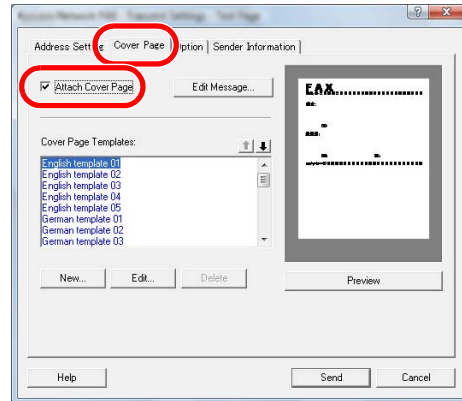 Address Setting Cover Page Option Sender Information
Attach Cover Page
Edit Message...
FAX
Cover Page Templates:
English template 01
English template 02
English template 03
English template 04
English template 05
German template 01
German template 02
German template 03
New... Edit... Delete
Preview
Help Send Cancel